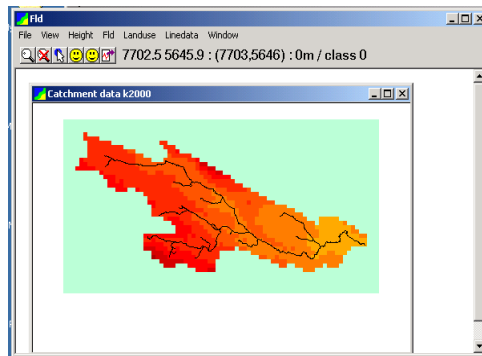 Fld
File View Height Fld Landuse Linedata Window
7702.5 5645.9 : (7703,5646) : 0m / class 0
Catchment data k2000